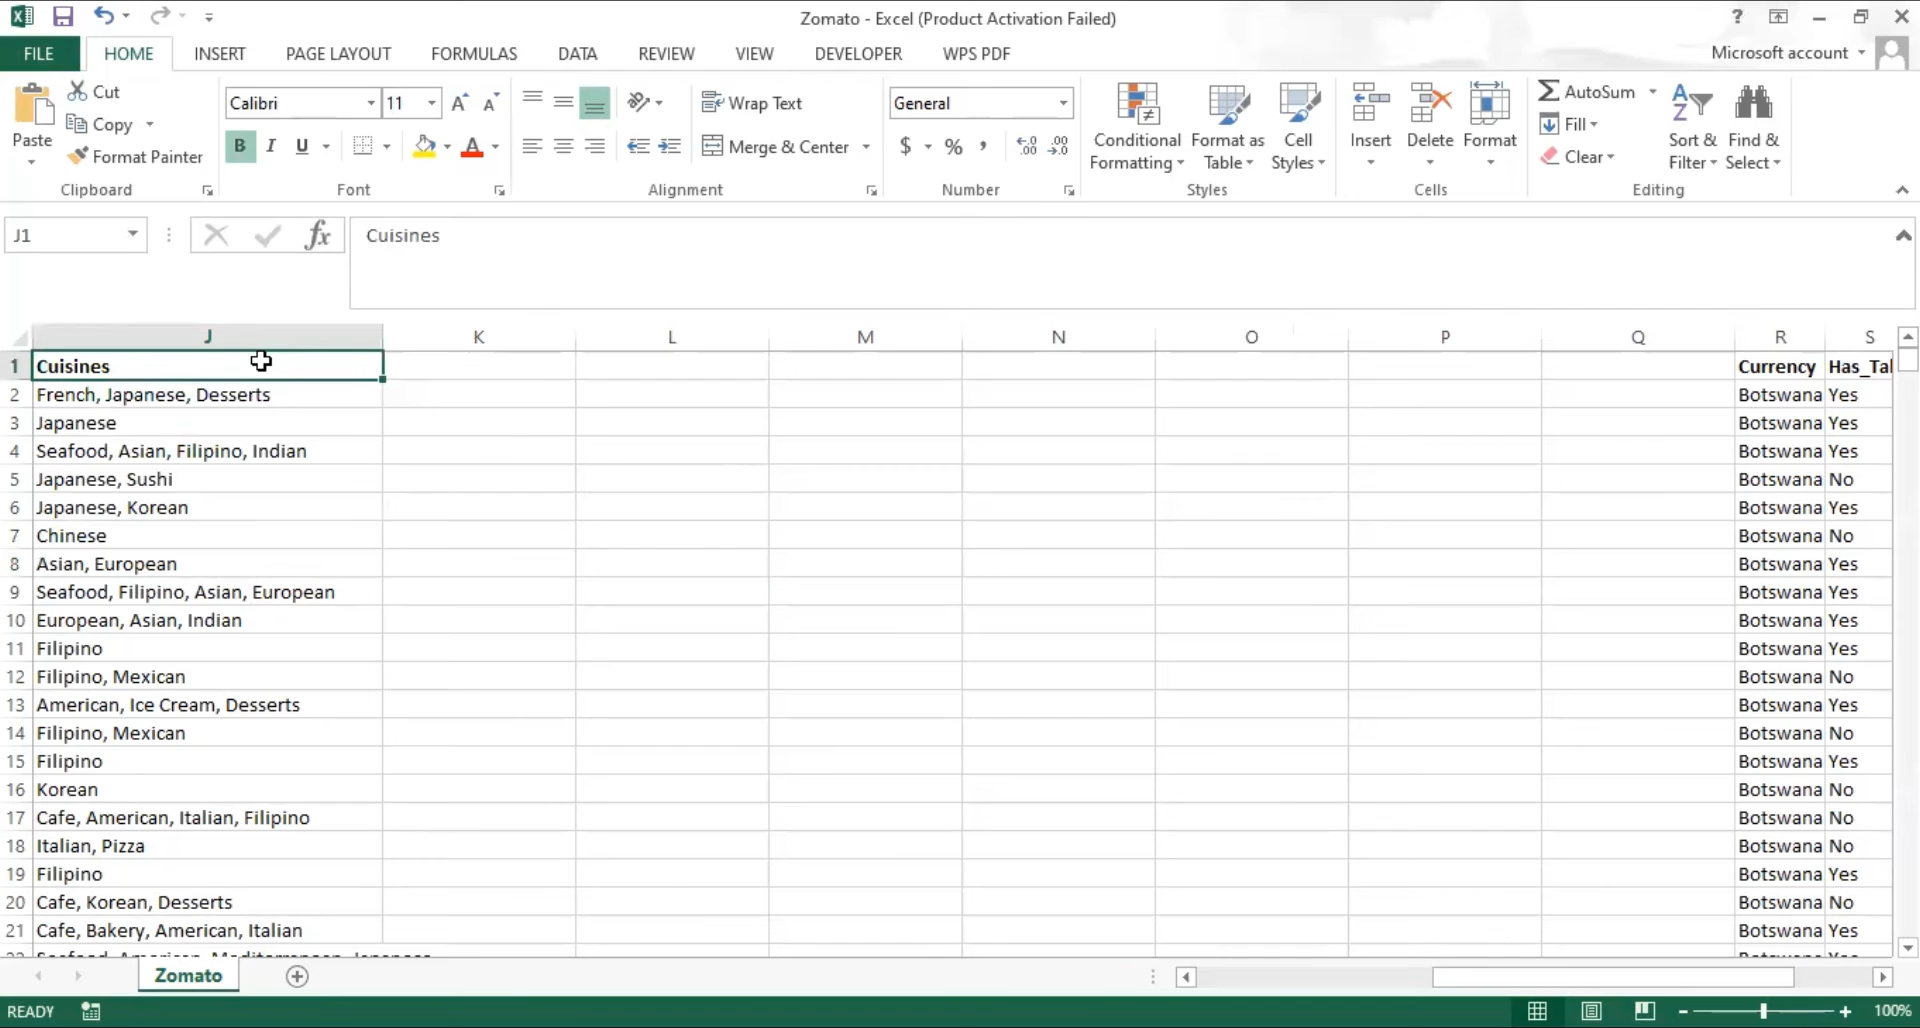 Zomato - Excel (Product Activation Failed)
?
FILE HOME INSERT PAGE LAYOUT FORMULAS DATA REVIEW VIEW DEVELOPER WPS PDF Microsoft account
Paste
Cut
Copy
Format Painter
Clipboard
Calibri 11
B I U A
Font
Wrap Text
Merge & Center
Alignment
General
$ % ,
Number
Conditional Formatting
Format as Table
Cell Styles
Styles
Insert
Delete
Format
Cells
AutoSum
Fill
Clear
Sort & Filter
Find & Select
Editing
J1 fx Cuisines
J K L M N O P Q R S
1 Cuisines Currency Has_Tal
2 French, Japanese, Desserts Botswana Yes
3 Japanese Botswana Yes
4 Seafood, Asian, Filipino, Indian Botswana Yes
5 Japanese, Sushi Botswana No
6 Japanese, Korean Botswana Yes
7 Chinese Botswana No
8 Asian, European Botswana Yes
9 Seafood, Filipino, Asian, European Botswana Yes
10 European, Asian, Indian Botswana Yes
11 Filipino Botswana Yes
12 Filipino, Mexican Botswana No
13 American, Ice Cream, Desserts Botswana Yes
14 Filipino, Mexican Botswana No
15 Filipino Botswana Yes
16 Korean Botswana No
17 Cafe, American, Italian, Filipino Botswana No
18 Italian, Pizza Botswana No
19 Filipino Botswana Yes
20 Cafe, Korean, Desserts Botswana No
21 Cafe, Bakery, American, Italian Botswana Yes
Zomato
READY 100%